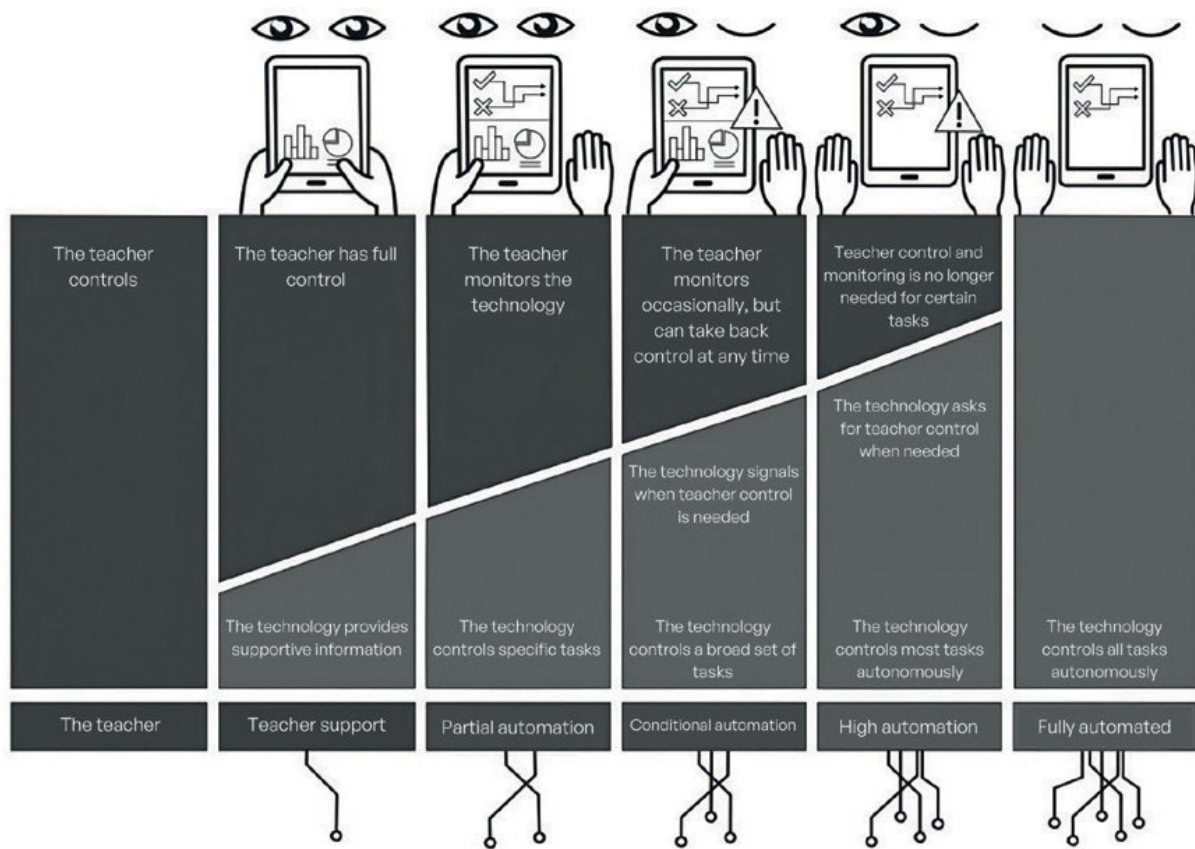 The teacher
controls
The teacher has full
control
The teacher
monitors the
technology
The teacher
monitors
occasionally, but
can take back
control at any time
Teacher control and
monitoring is no longer
needed for certain
tasks
The technology asks
for teacher control
when needed
The technology signals
when teacher control
is needed
The technology provides
supportive information
The technology
controls specific tasks
The technology
controls a broad set of
tasks
The technology
controls most tasks
autonomously
The technology
controls all tasks
autonomously
The teacher
Teacher support
Partial automation
Conditional automation
High automation
Fully automated